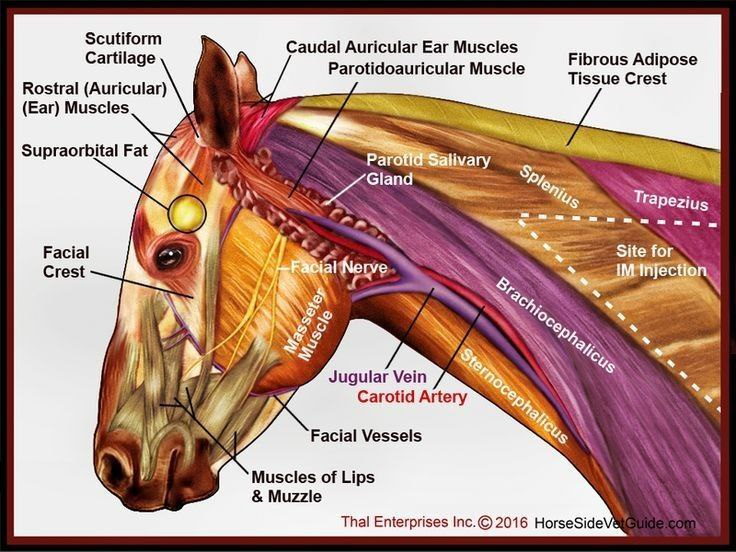 Scutiform
Cartilage
Caudal Auricular Ear Muscles
Parotidoauricular Muscle
Fibrous Adipose
Tissue Crest
Rostral (Auricular)
(Ear) Muscles
Supraorbital Fat
Parotid Salivary
Gland
Splenius
Trapezius
Facial
Crest
Facial Nerve
Site for
IM Injection
Masseter
Muscle
Brachiocephalicus
Jugular Vein
Carotid Artery
Sternocephalicus
Facial Vessels
Muscles of Lips
& Muzzle
Thal Enterprises Inc. © 2016 HorseSideVetGuide.com